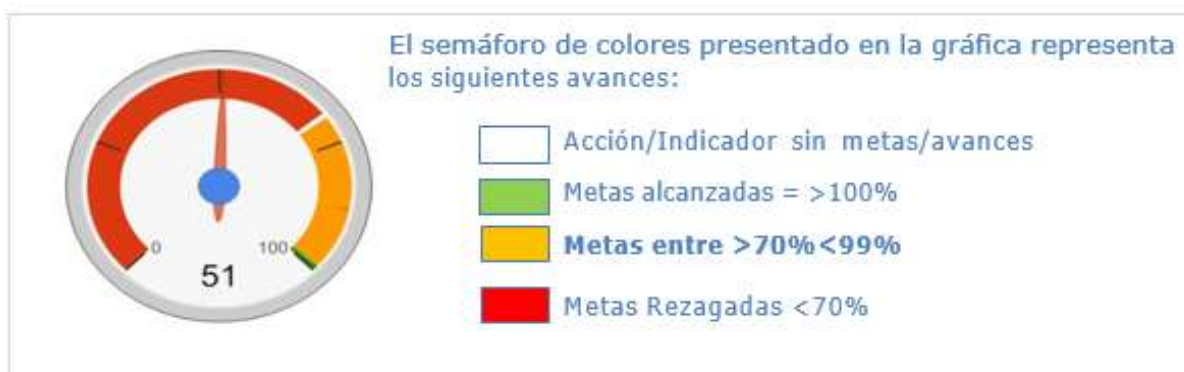 El semáforo de colores presentado en la gráfica representa
los siguientes avances:
Acción/Indicador sin metas/avances
Metas alcanzadas = >100%
Metas entre >70%<99%
Metas Rezagadas <70%
0
100
51